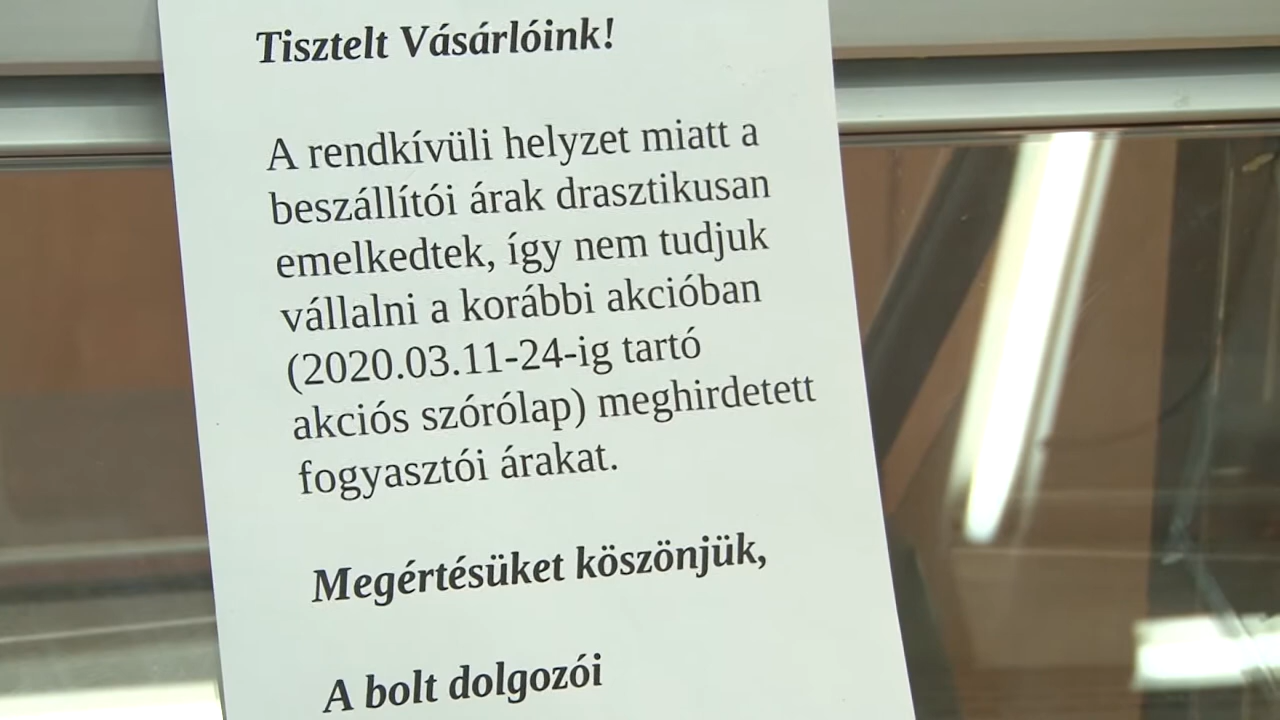 Tisztelt Vásárlóink!
A rendkívüli helyzet miatt a
beszállítói árak drasztikusan
emelkedtek, így nem tudjuk
vállalni a korábbi akcióban
(2020.03.11-24-ig tartó
akciós szórólap) meghirdetett
fogyasztói árakat.
Megértésüket köszönjük,
A bolt dolgozói